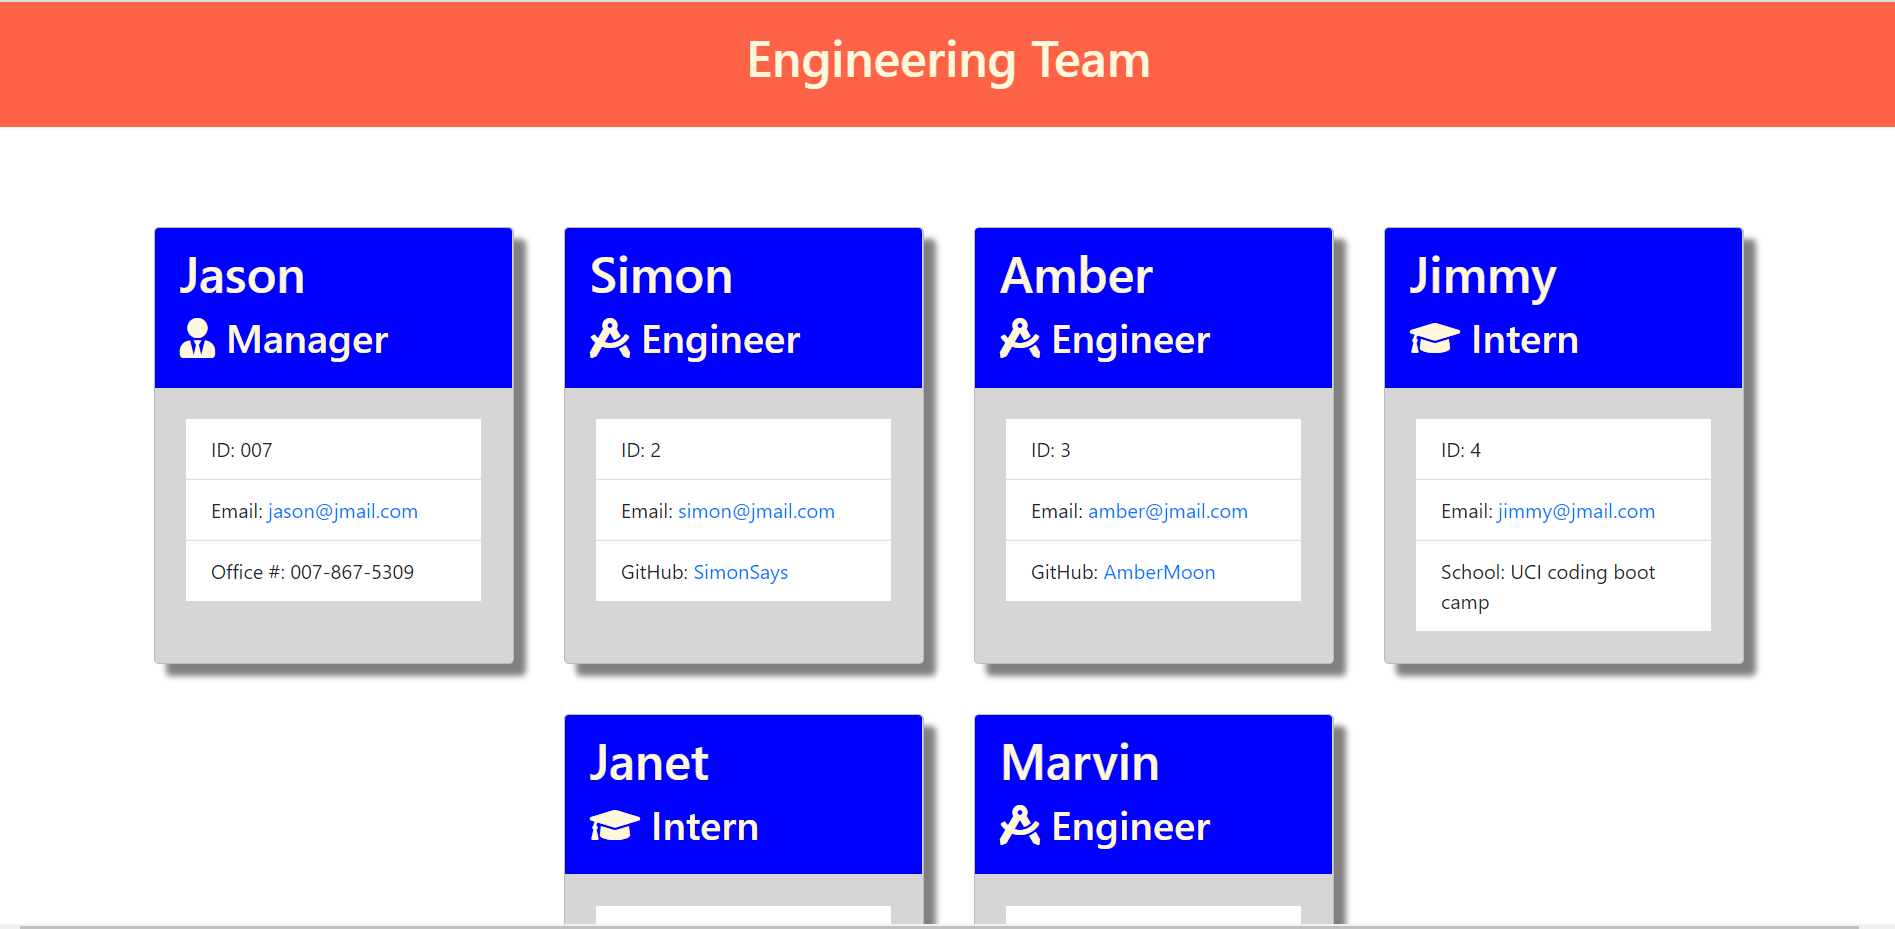 Engineering Team
Jason
Manager
ID: 007
Email: jason@jmail.com
Office #: 007-867-5309
Simon
Engineer
ID: 2
Email: simon@jmail.com
GitHub: SimonSays
Amber
Engineer
ID: 3
Email: amber@jmail.com
GitHub: AmberMoon
Jimmy
Intern
ID: 4
Email: jimmy@jmail.com
School: UCI coding boot
camp
Janet
Intern
Marvin
Engineer